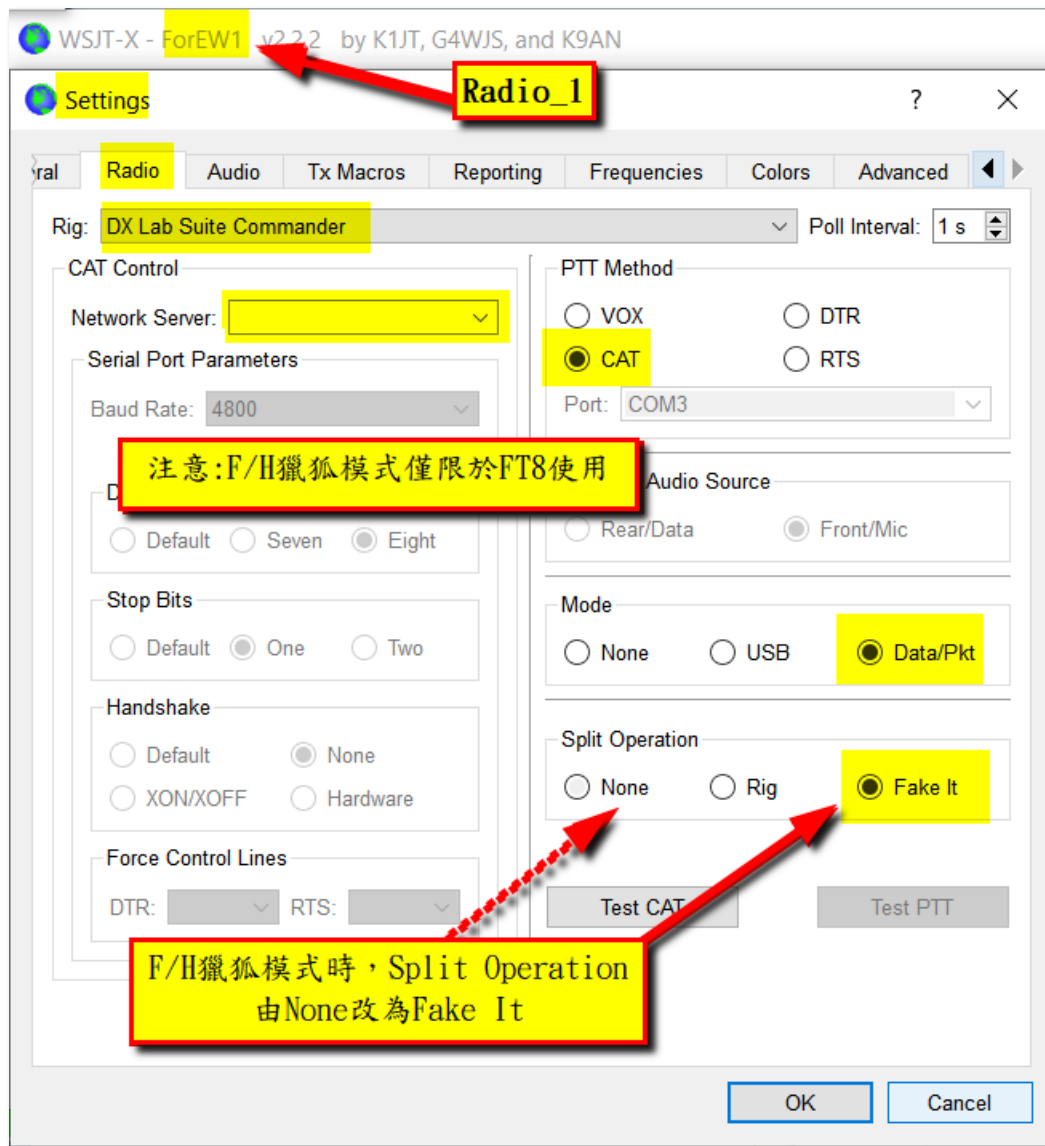 WSJT-X - ForEW1 v2.2.2 by K1JT, G4WJS, and K9AN
Radio_1
Settings
? 
Radio Audio Tx Macros Reporting Frequencies Colors Advanced
Rig: DX Lab Suite Commander Poll Interval: 1 s
CAT Control
Network Server:
Serial Port Parameters
Baud Rate: 4800
注意:F/H獵狐模式僅限於FT8使用
Default Seven Eight
Stop Bits
Default One Two
Handshake
Default None
XON/XOFF Hardware
Force Control Lines
DTR: RTS:
PTT Method
VOX DTR
CAT RTS
Port: COM3
Audio Source
Rear/Data Front/Mic
Mode
None USB Data/Pkt
Split Operation
None Rig Fake It
Test CAT Test PTT
F/H獵狐模式時，Split Operation
由None改為Fake It
OK Cancel